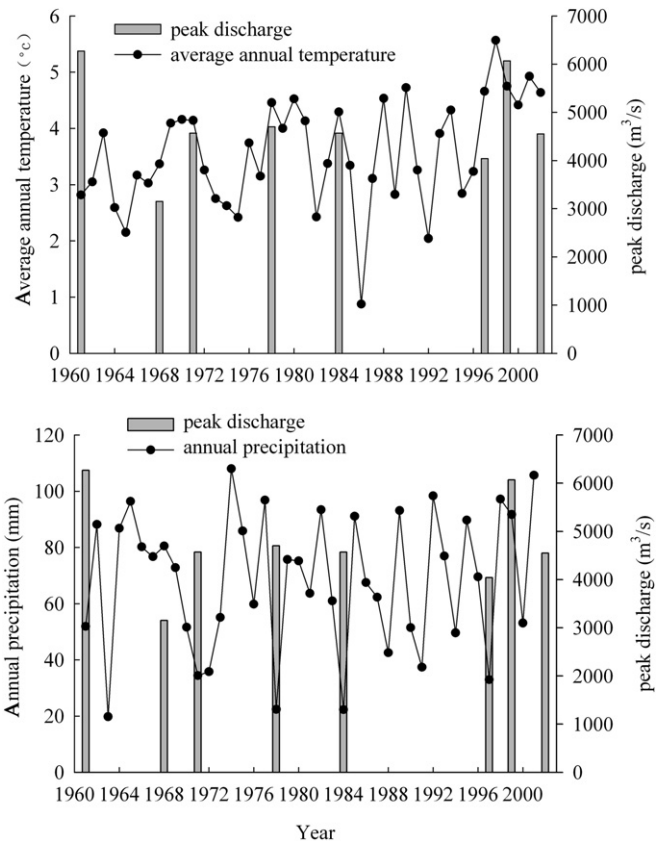 peak discharge
average annual temperature
Average annual temperature (°c)
6
5
4
3
2
1
0
7000
6000
5000
4000
3000
2000
1000
0
peak discharge (m³/s)
1960 1964 1968 1972 1976 1980 1984 1988 1992 1996 2000
peak discharge
annual precipitation
Annual precipitation (mm)
120
100
80
60
40
20
0
7000
6000
5000
4000
3000
2000
1000
0
peak discharge (m³/s)
1960 1964 1968 1972 1976 1980 1984 1988 1992 1996 2000
Year